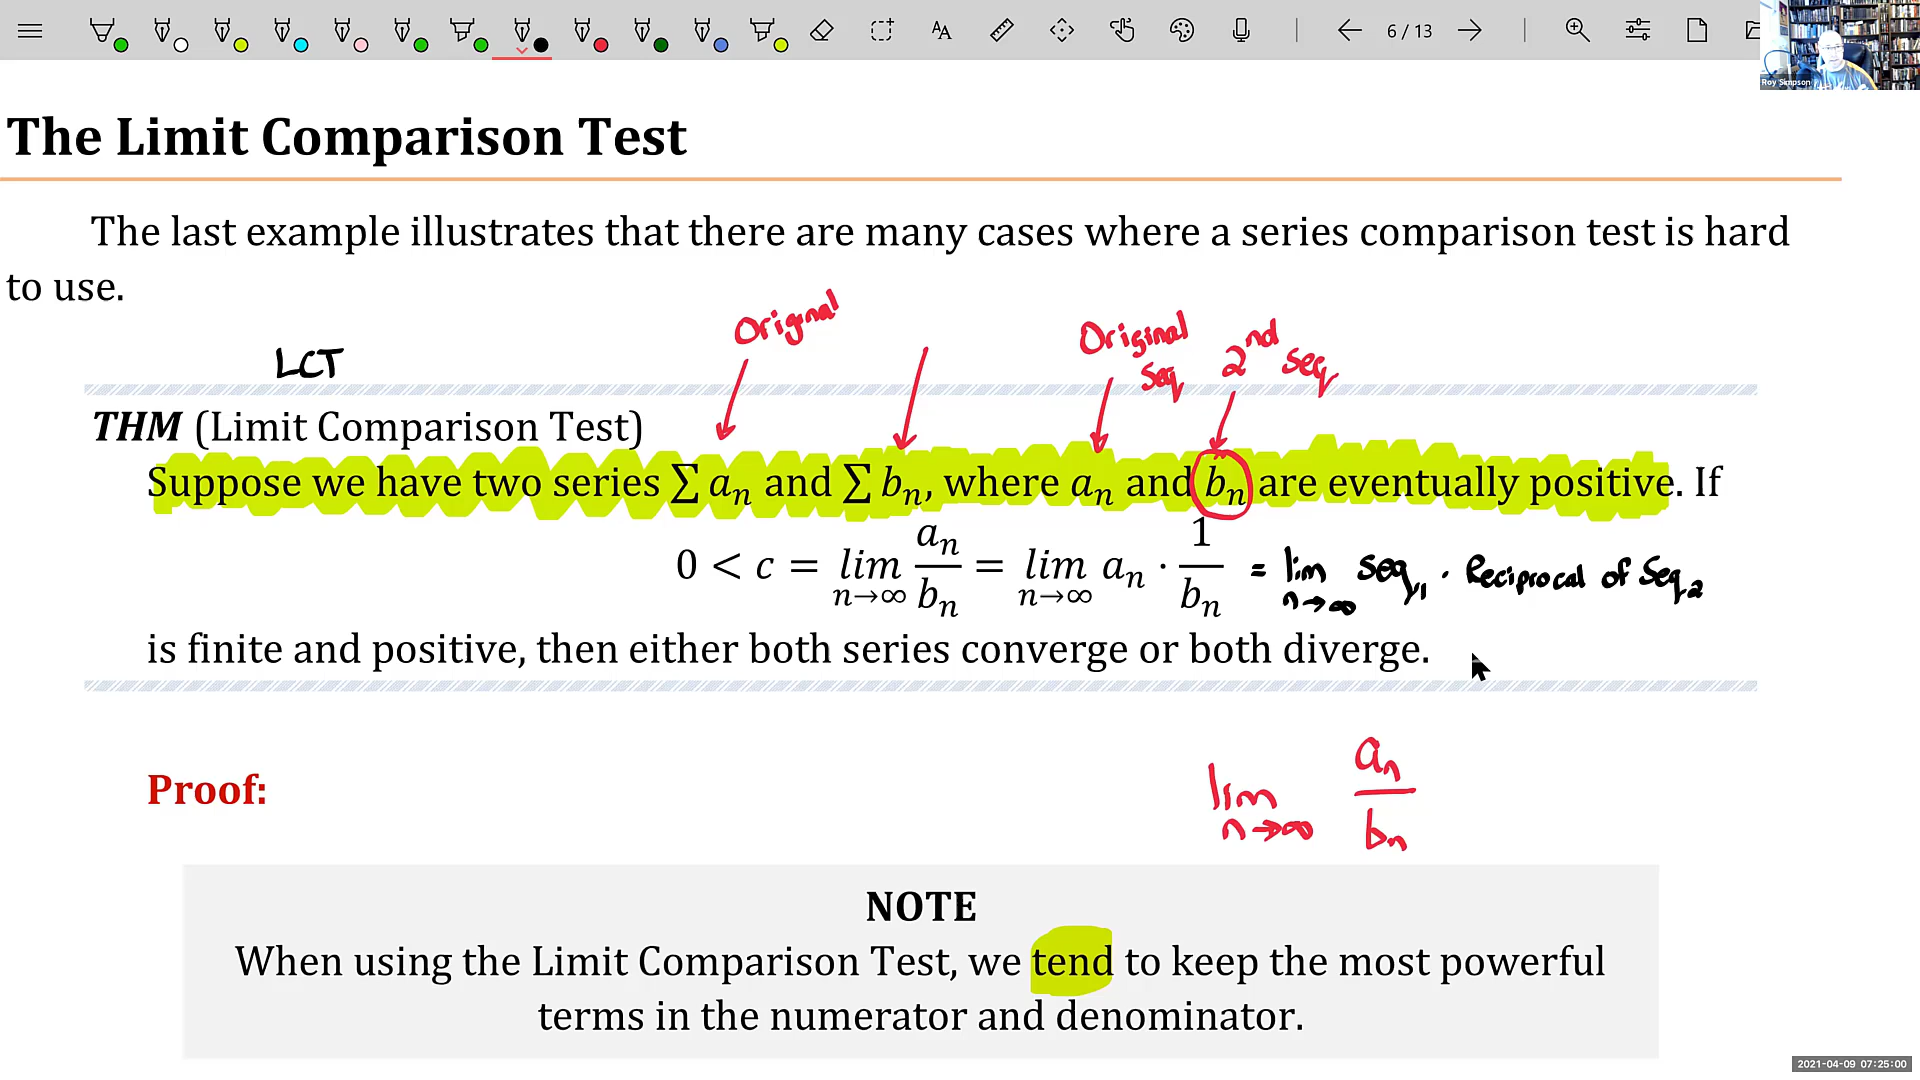 6 / 13
Roy Simpson
The Limit Comparison Test
The last example illustrates that there are many cases where a series comparison test is hard
to use.
Original
Original Seq
2nd Seq
LCT
THM (Limit Comparison Test)
Suppose we have two series ∑ aₙ and ∑ bₙ, where aₙ and bₙ are eventually positive. If
0 < c = lim n→∞ aₙ/bₙ = lim n→∞ aₙ · 1/bₙ = lim n→∞ Seq₁ · Reciprocal of Seq₂
is finite and positive, then either both series converge or both diverge.
Proof:
lim n→∞ aₙ/bₙ
NOTE
When using the Limit Comparison Test, we tend to keep the most powerful
terms in the numerator and denominator.
2021-04-09 07:25:00